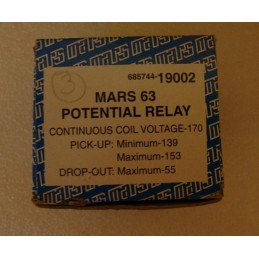 3
685744-19002
MARS 63
POTENTIAL RELAY
CONTINUOUS COIL VOLTAGE-170
PICK-UP: Minimum-139
Maximum-153
DROP-OUT: Maximum-55